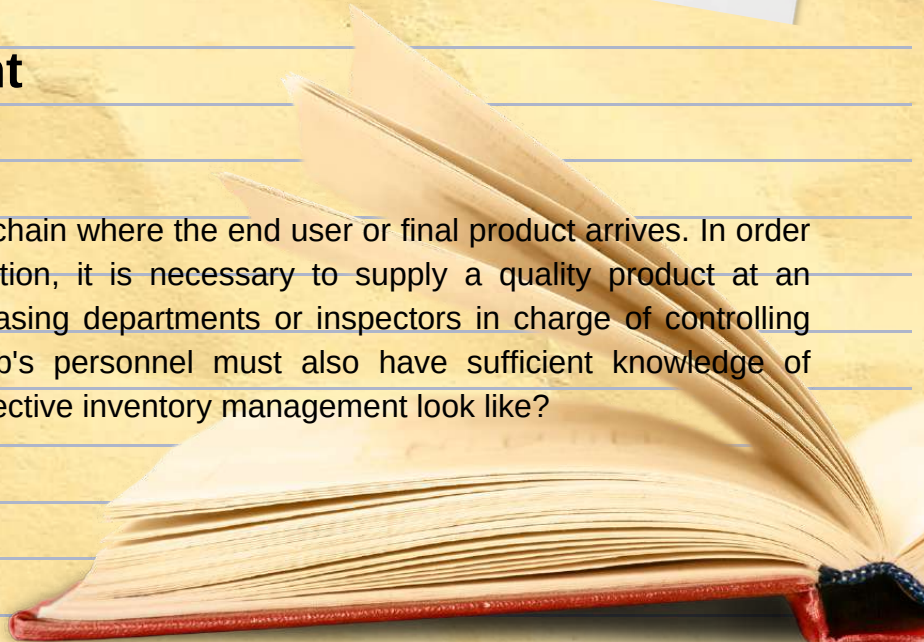 nt
chain where the end user or final product arrives. In order
tion, it is necessary to supply a quality product at an
asing departments or inspectors in charge of controlling
p's personnel must also have sufficient knowledge of
ective inventory management look like?